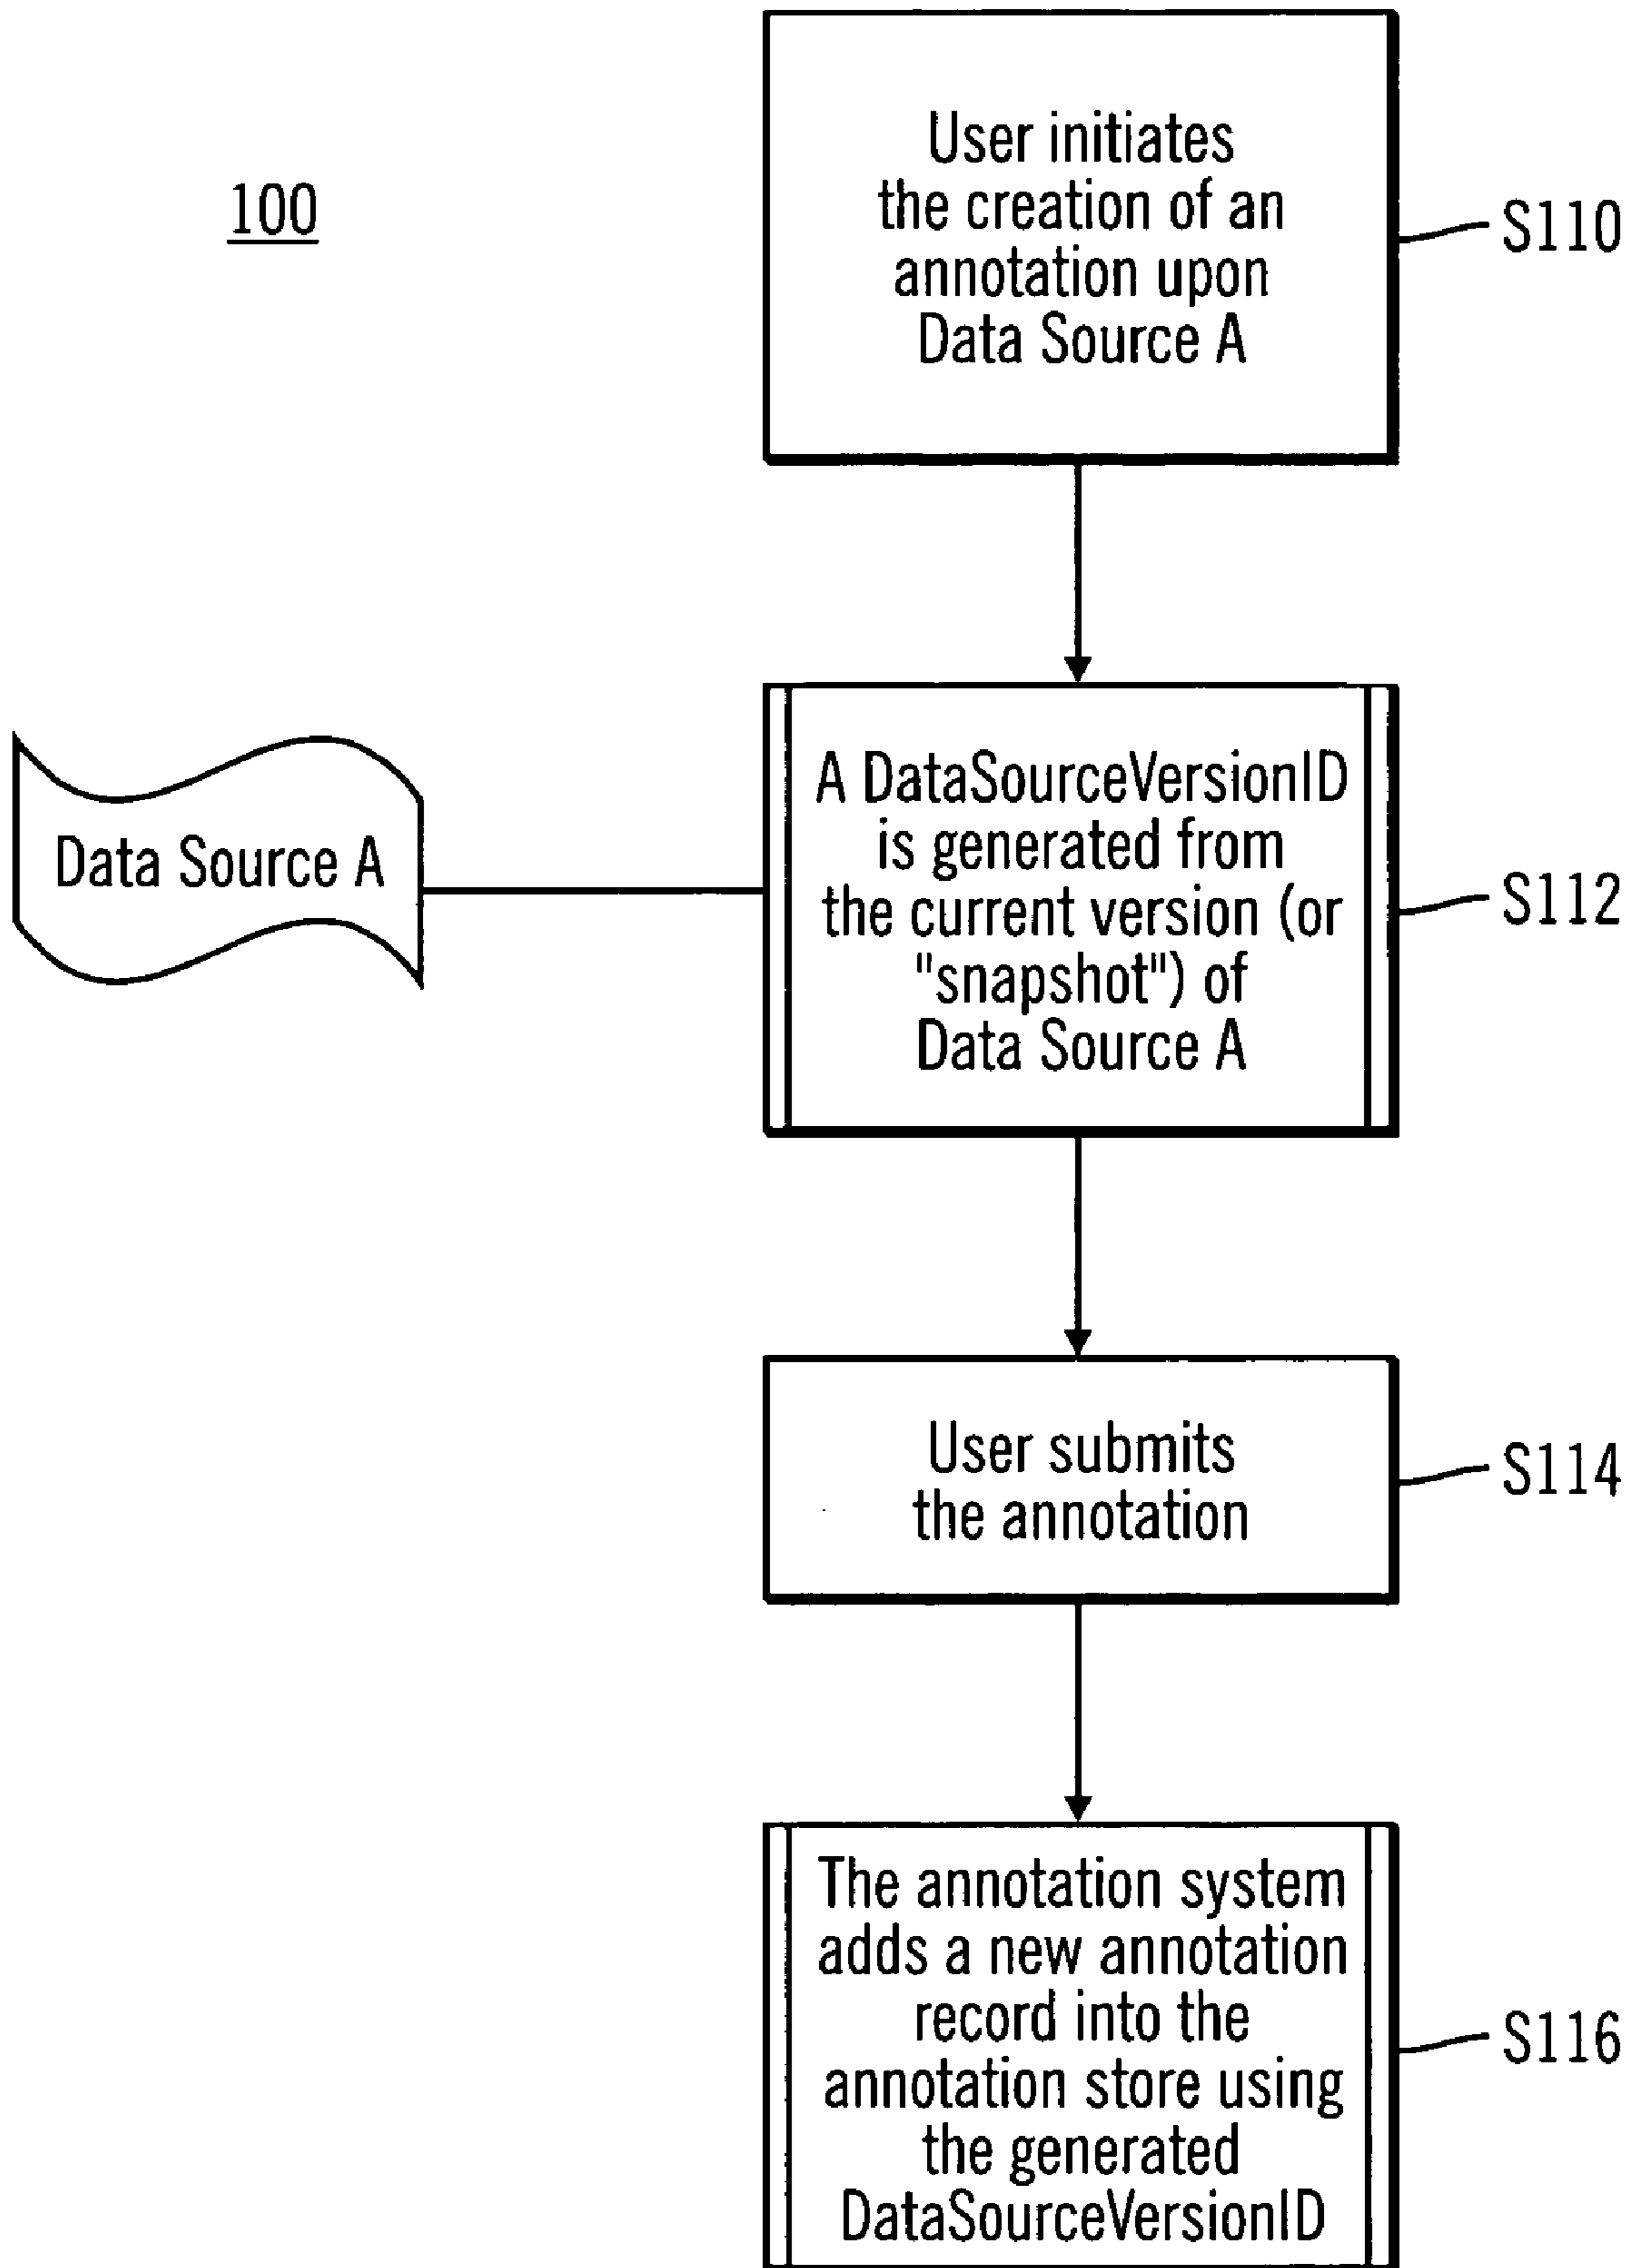 100
User initiates
the creation of an
annotation upon
Data Source A
S110
Data Source A
A DataSourceVersionID
is generated from
the current version (or
"snapshot") of
Data Source A
S112
User submits
the annotation
S114
The annotation system
adds a new annotation
record into the
annotation store using
the generated
DataSourceVersionID
S116